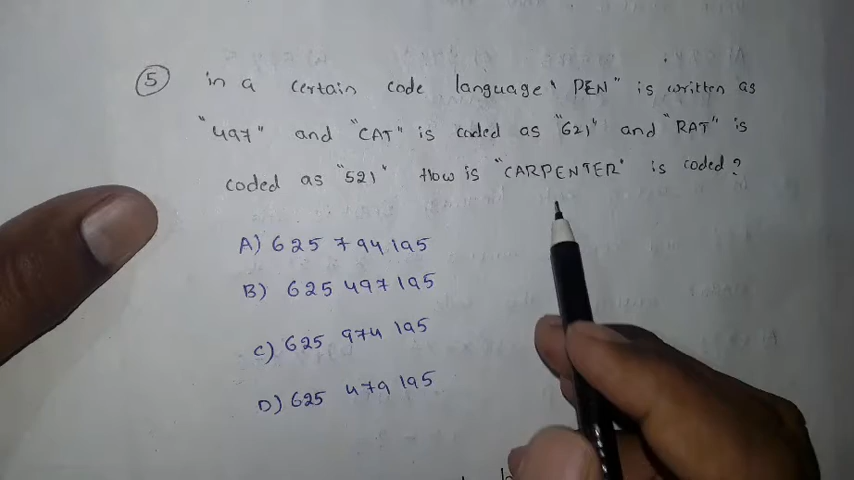 5 in a certain code language "PEN" is written as
"497" and "CAT" is coded as "621" and "RAT" is
coded as "521" How is "CARPENTER" is coded?
A) 625 794 195
B) 625 497 195
C) 625 974 195
D) 625 479 195